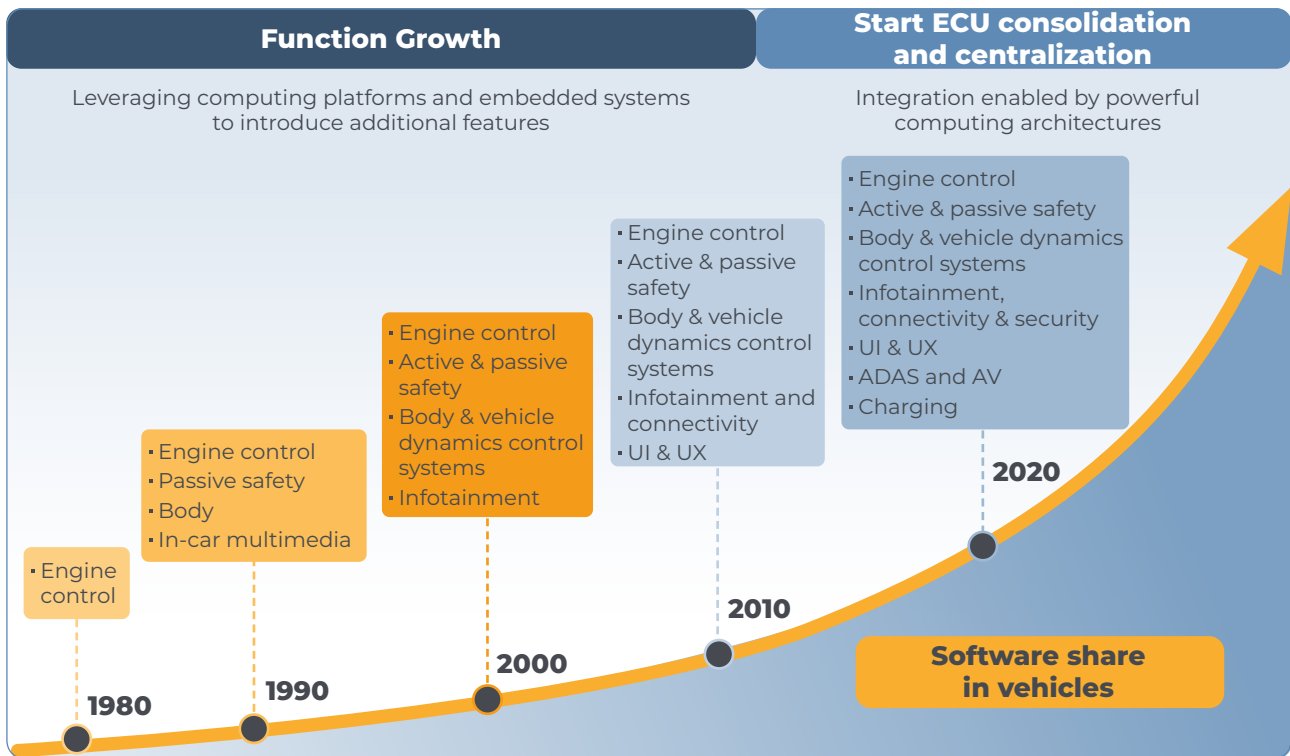 Function Growth
Start ECU consolidation
and centralization
Leveraging computing platforms and embedded systems
to introduce additional features
Integration enabled by powerful
computing architectures
▪ Engine
control
1980
▪ Engine control
▪ Passive safety
▪ Body
▪ In-car multimedia
1990
▪ Engine control
▪ Active & passive
safety
▪ Body & vehicle
dynamics control
systems
▪ Infotainment
2000
▪ Engine control
▪ Active & passive
safety
▪ Body & vehicle
dynamics control
systems
▪ Infotainment and
connectivity
▪ UI & UX
2010
▪ Engine control
▪ Active & passive safety
▪ Body & vehicle dynamics
control systems
▪ Infotainment,
connectivity & security
▪ UI & UX
▪ ADAS and AV
▪ Charging
2020
Software share
in vehicles